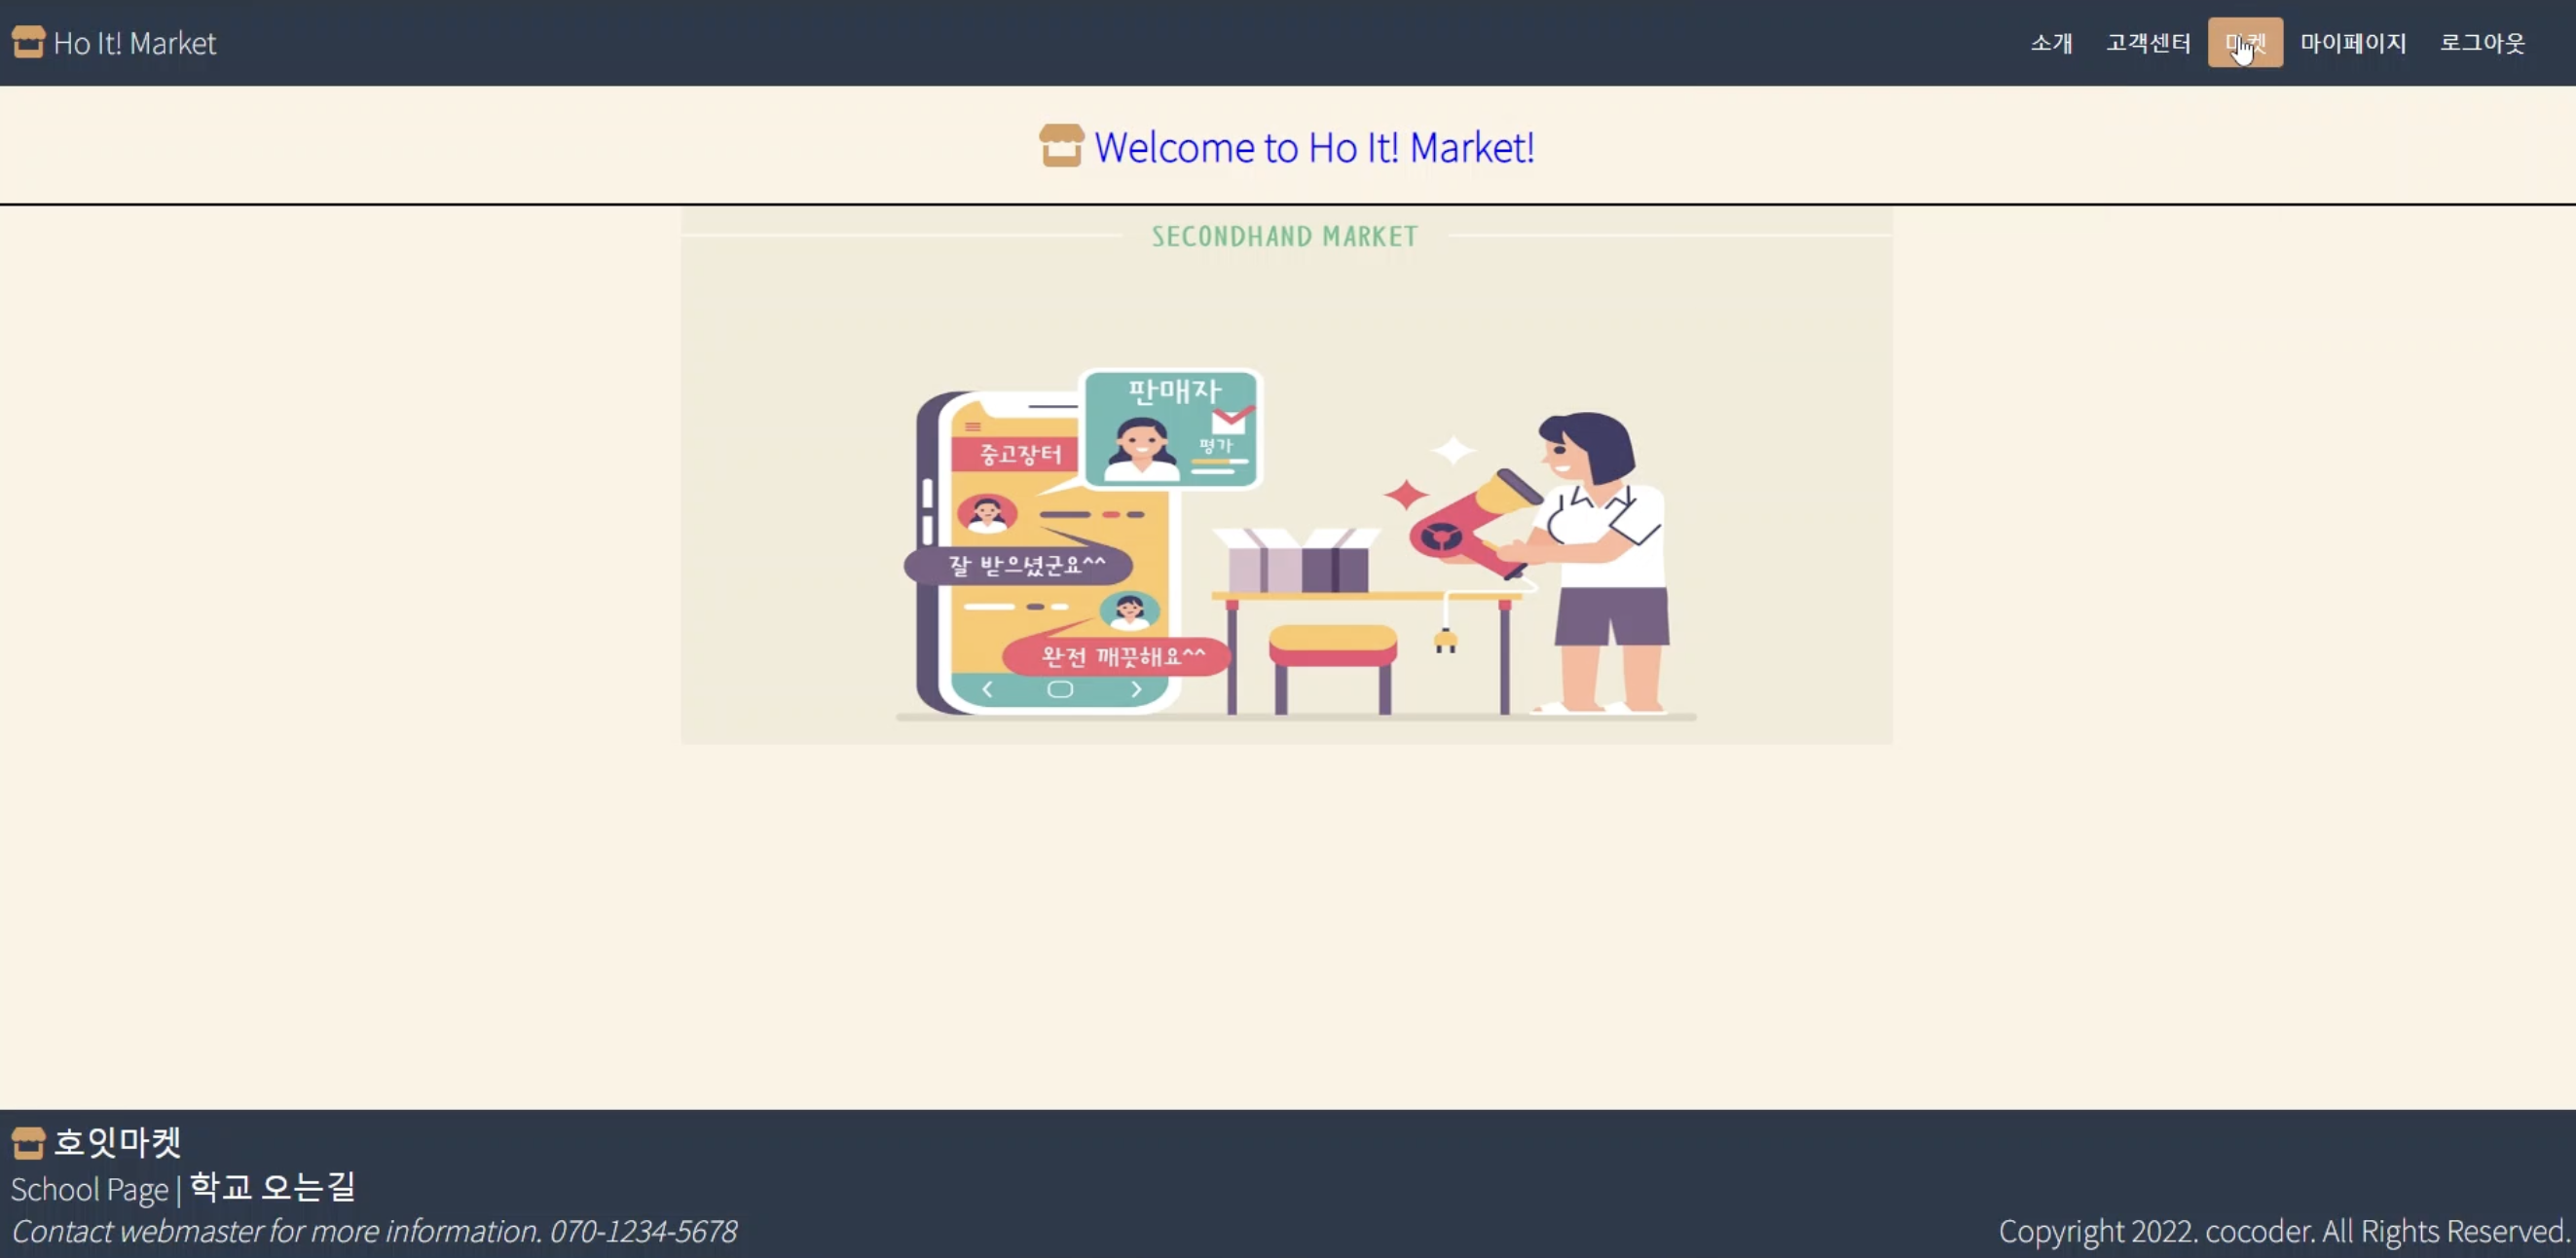 Ho It! Market
소개 고객센터 마켓 마이페이지 로그아웃
Welcome to Ho It! Market!
SECONDHAND MARKET
판매자
평가
중고장터
잘 받으셨군요^^
완전 깨끗해요^^
호잇마켓
School Page | 학교 오는길
Contact webmaster for more information. 070-1234-5678
Copyright 2022. cocoder. All Rights Reserved.